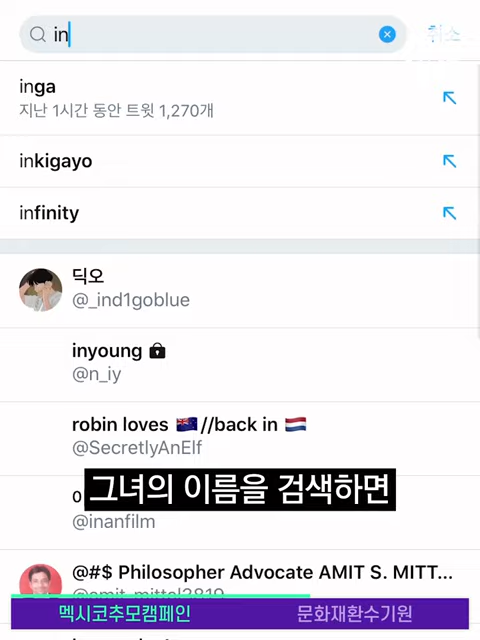 in
취소
inga
지난 1시간 동안 트윗 1,270개
inkigayo
infinity
딕오
@_ind1goblue
inyoung
@n_iy
robin loves //back in
@SecretlyAnElf
그녀의 이름을 검색하면
@inanfilm
@#$ Philosopher Advocate AMIT S. MITT...
@amit_mittal3819
멕시코추모캠페인
문화재환수기원